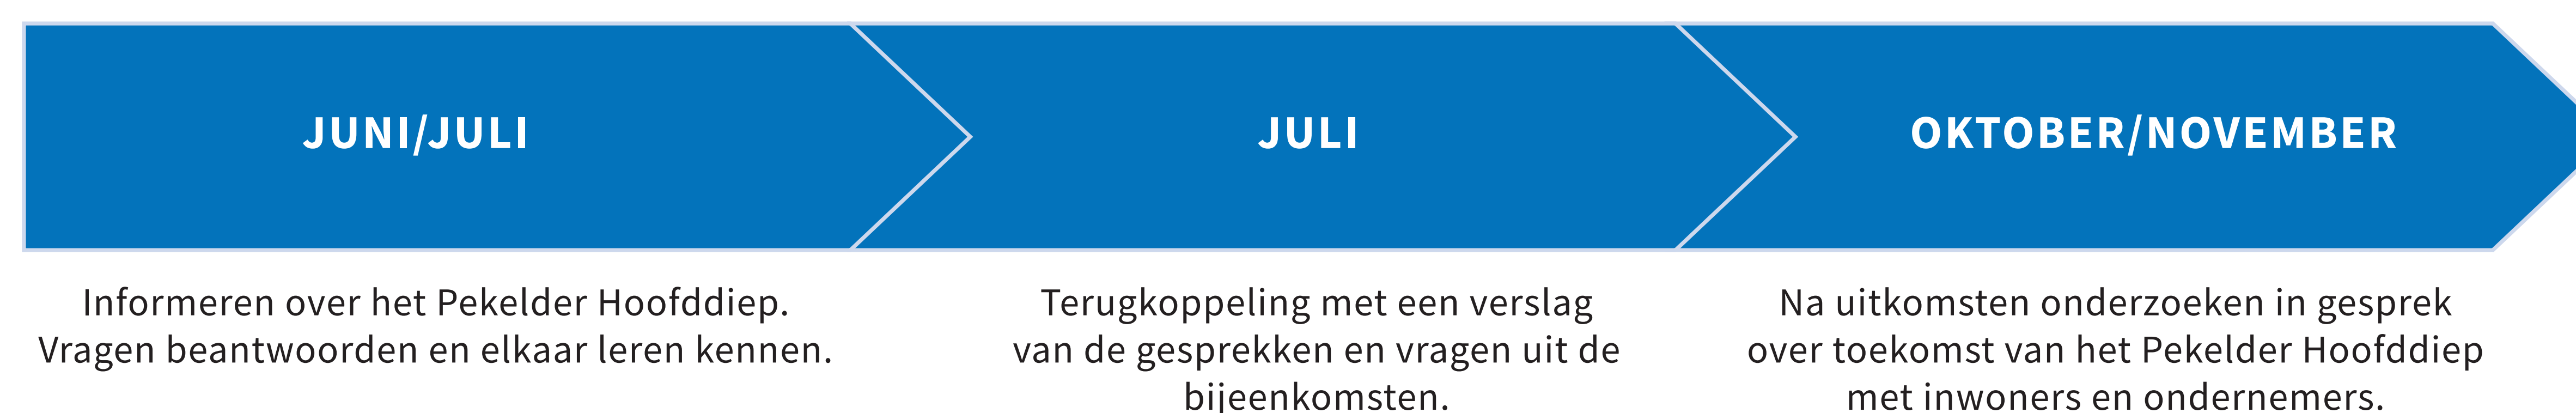 JUNI/JULI
JULI
OKTOBER/NOVEMBER
Informeren over het Pekelder Hoofddiep.
Vragen beantwoorden en elkaar leren kennen.
Terugkoppeling met een verslag
van de gesprekken en vragen uit de
bijeenkomsten.
Na uitkomsten onderzoeken in gesprek
over toekomst van het Pekelder Hoofddiep
met inwoners en ondernemers.